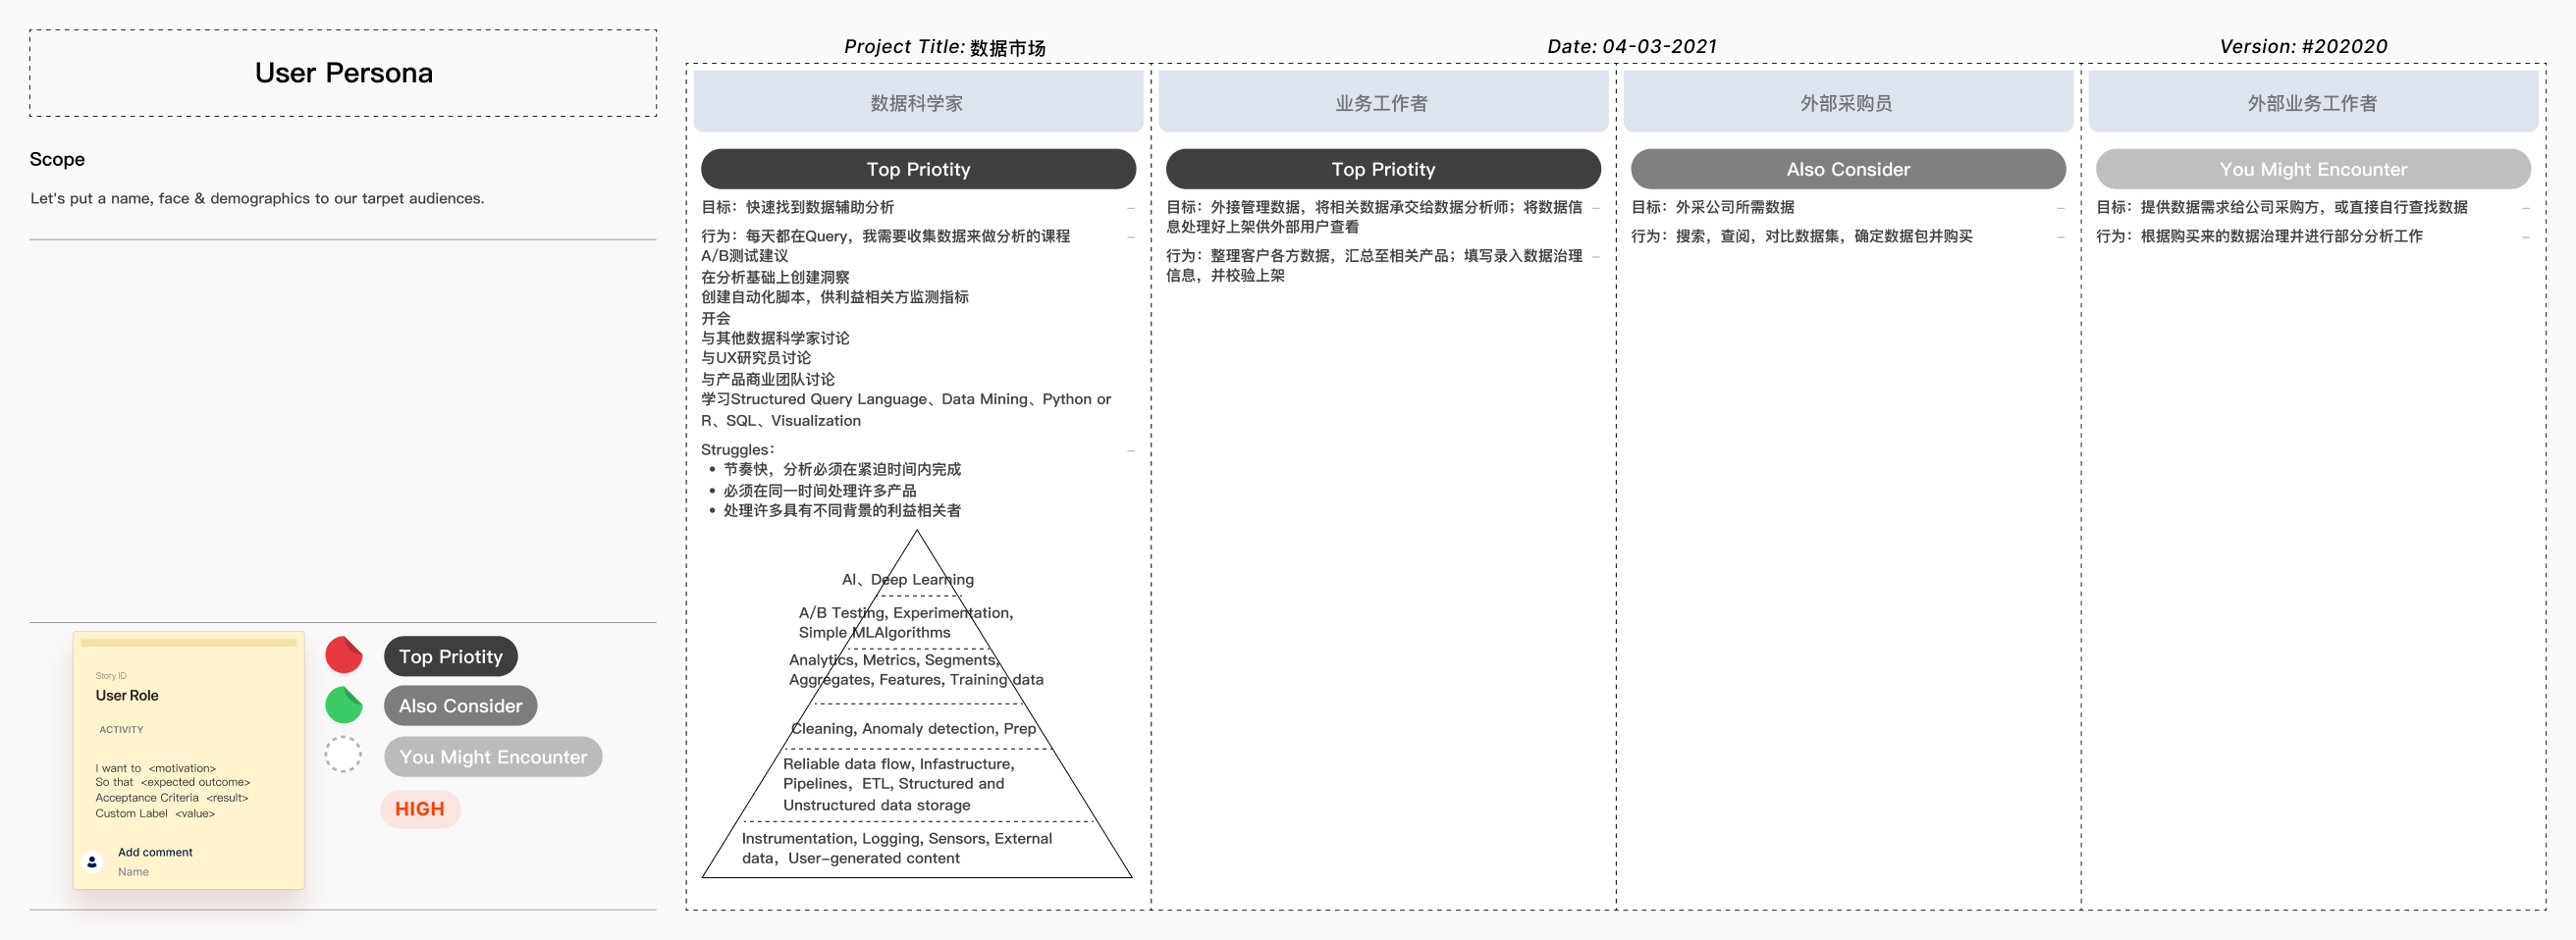 User Persona
Scope
Let's put a name, face & demographics to our tarpet audiences.
Story ID
User Role
ACTIVITY
I want to <motivation>
So that <expected outcome>
Acceptance Criteria <result>
Custom Label <value>
Add comment
Name
Top Priotity
Also Consider
You Might Encounter
HIGH
Project Title: 数据市场
Date: 04-03-2021
Version: #202020
数据科学家
Top Priotity
目标：快速找到数据辅助分析
行为：每天都在Query，我需要收集数据来做分析的课程
A/B测试建议
在分析基础上创建洞察
创建自动化脚本，供利益相关方监测指标
开会
与其他数据科学家讨论
与UX研究员讨论
与产品商业团队讨论
学习Structured Query Language、Data Mining、Python or
R、SQL、Visualization
Struggles：
• 节奏快，分析必须在紧迫时间内完成
• 必须在同一时间处理许多产品
• 处理许多具有不同背景的利益相关者
AI、Deep Learning
A/B Testing, Experimentation,
Simple MLAlgorithms
Analytics, Metrics, Segments,
Aggregates, Features, Training data
Cleaning, Anomaly detection, Prep
Reliable data flow, Infastructure,
Pipelines， ETL, Structured and
Unstructured data storage
Instrumentation, Logging, Sensors, External
data， User-generated content
业务工作者
Top Priotity
目标：外接管理数据，将相关数据承交给数据分析师；将数据信
息处理好上架供外部用户查看
行为：整理客户各方数据，汇总至相关产品；填写录入数据治理
信息，并校验上架
外部采购员
Also Consider
目标：外采公司所需数据
行为：搜索，查阅，对比数据集，确定数据包并购买
外部业务工作者
You Might Encounter
目标：提供数据需求给公司采购方，或直接自行查找数据
行为：根据购买来的数据治理并进行部分分析工作